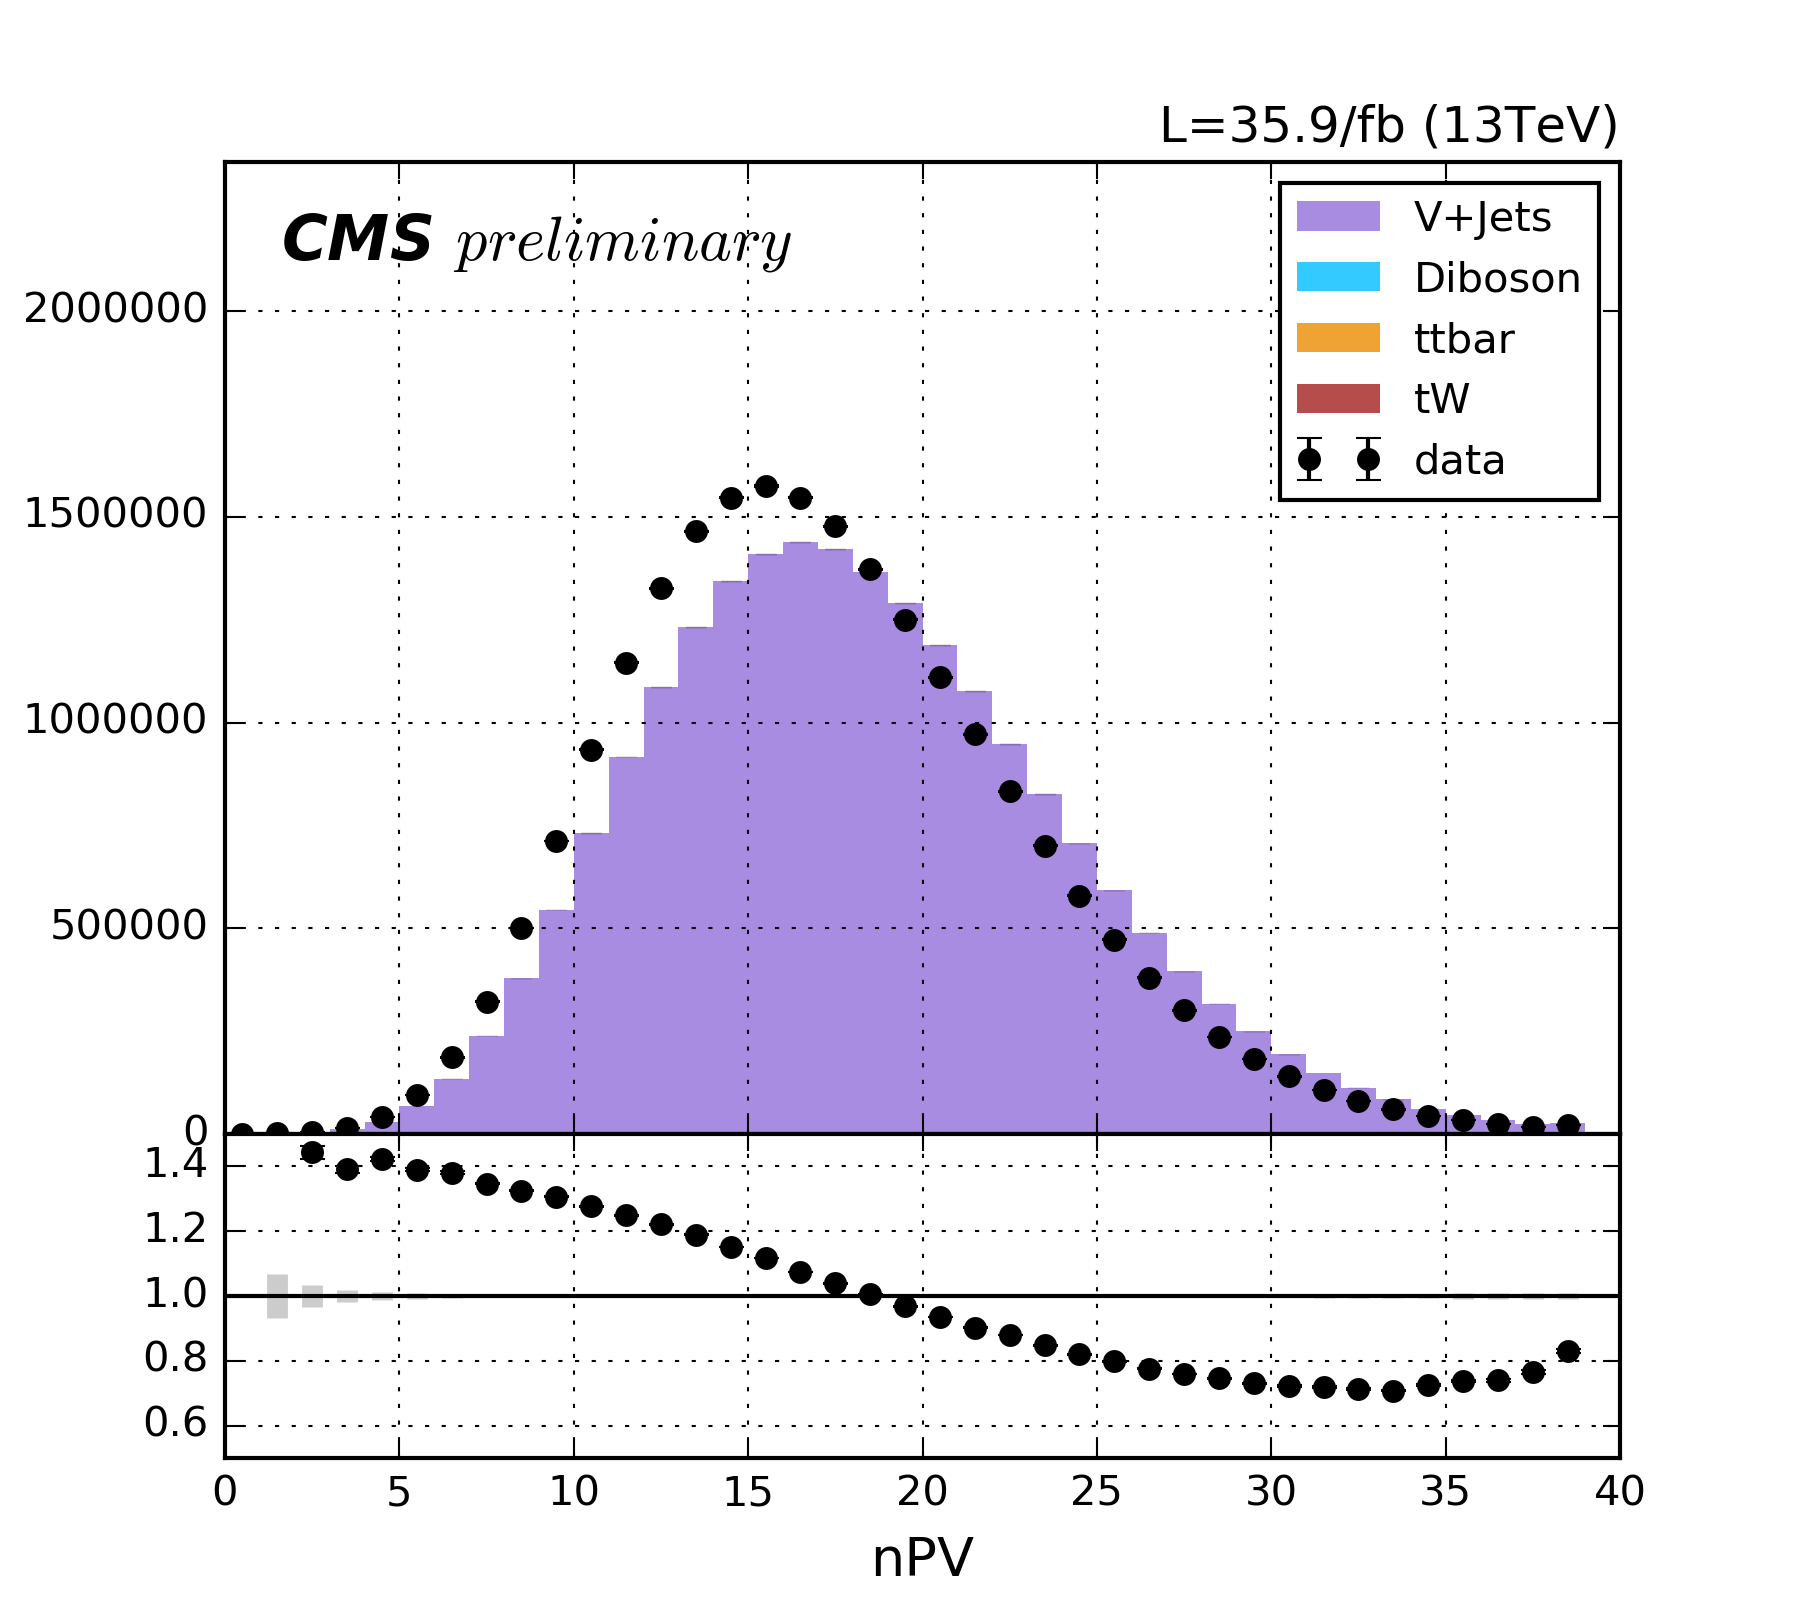 L=35.9/fb (13TeV)
CMS preliminary
V+Jets
Diboson
ttbar
tW
data
2000000
1500000
1000000
500000
0
1.4
1.2
1.0
0.8
0.6
0 5 10 15 20 25 30 35 40
nPV